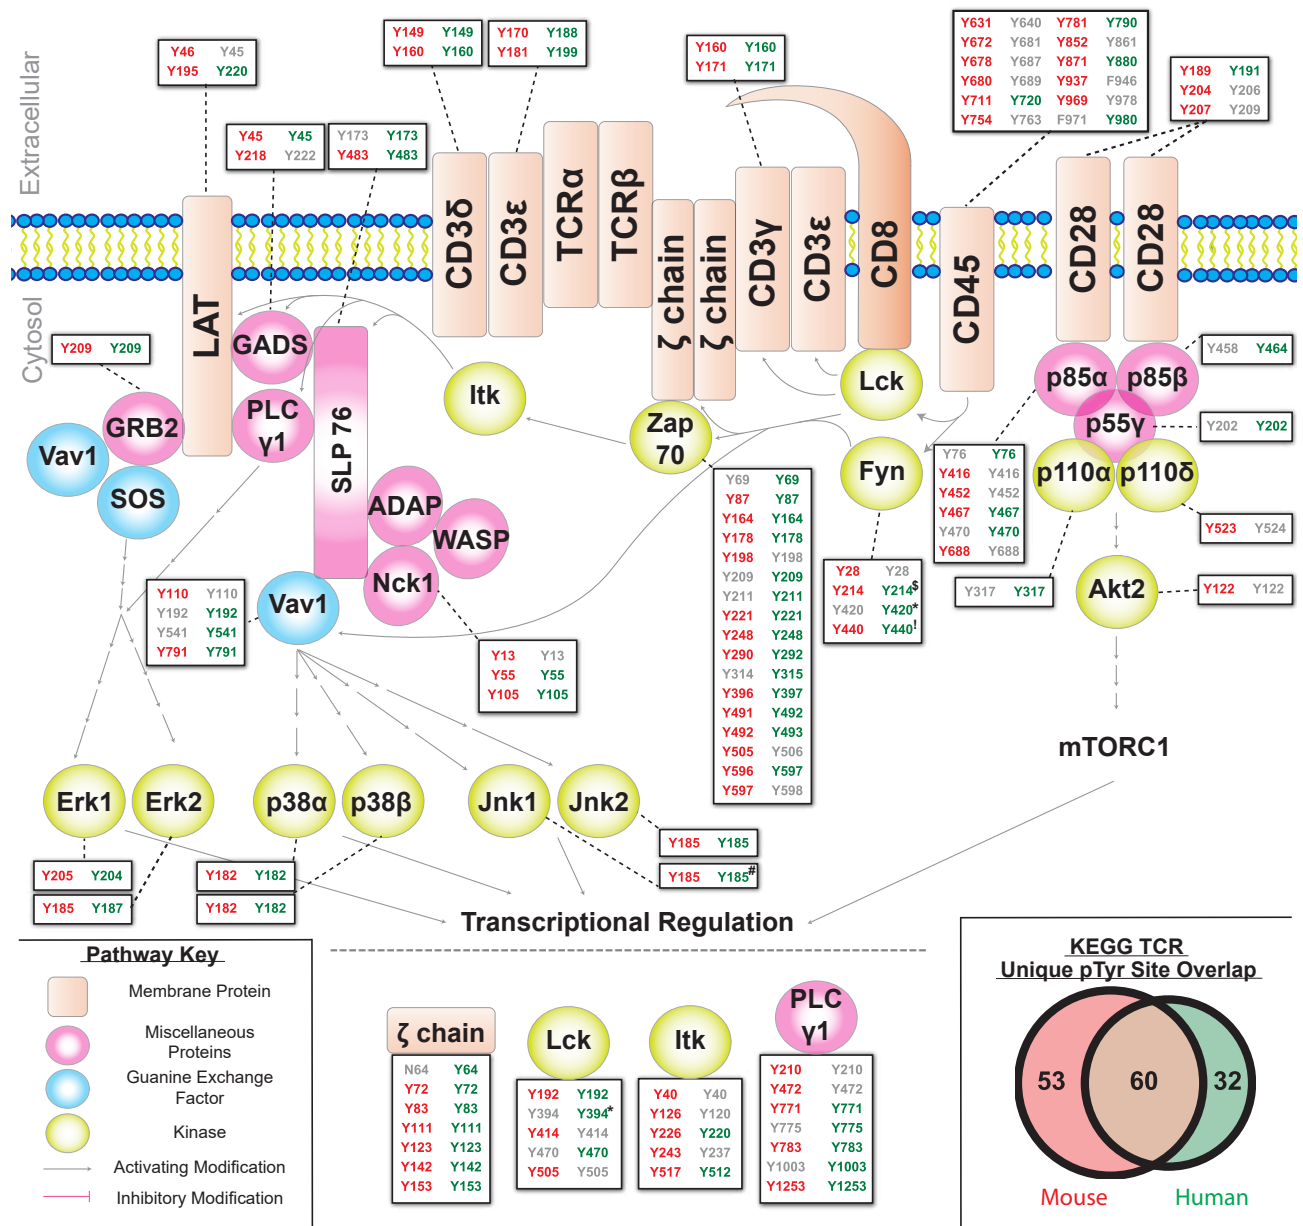 Extracellular
Cytosol
Y46 Y45
Y195 Y220
Y149 Y149
Y160 Y160
Y170 Y188
Y181 Y199
Y160 Y160
Y171 Y171
Y631 Y640 Y781 Y790
Y672 Y681 Y852 Y861
Y678 Y687 Y871 Y880
Y680 Y689 Y937 F946
Y711 Y720 Y969 Y978
Y754 Y763 F971 Y980
Y189 Y191
Y204 Y206
Y207 Y209
Y45 Y45
Y218 Y222
Y173 Y173
Y483 Y483
LAT
CD3δ
CD3ε
TCRα
TCRβ
ζ chain
ζ chain
CD3γ
CD3ε
CD8
CD45
CD28
CD28
Y209 Y209
GADS
GRB2
Vav1
SOS
PLC
γ1
SLP 76
ADAP
WASP
Nck1
Vav1
Itk
Zap
70
Lck
Fyn
p85α
p85β
p55γ
p110α
p110δ
Akt2
mTORC1
Y458 Y464
Y202 Y202
Y76 Y76
Y416 Y416
Y452 Y452
Y467 Y467
Y470 Y470
Y688 Y688
Y523 Y524
Y317 Y317
Y122 Y122
Y69 Y69
Y87 Y87
Y164 Y164
Y178 Y178
Y198 Y198
Y209 Y209
Y211 Y211
Y221 Y221
Y248 Y248
Y290 Y292
Y314 Y315
Y396 Y397
Y491 Y492
Y492 Y493
Y505 Y506
Y596 Y597
Y597 Y598
Y28 Y28
Y214 Y214$
Y420 Y420*
Y440 Y440!
Y110 Y110
Y192 Y192
Y541 Y541
Y791 Y791
Y13 Y13
Y55 Y55
Y105 Y105
Erk1
Erk2
p38α
p38β
Jnk1
Jnk2
Y205 Y204
Y185 Y187
Y182 Y182
Y182 Y182
Y185 Y185
Y185 Y185#
Transcriptional Regulation
Pathway Key
Membrane Protein
Miscellaneous
Proteins
Guanine Exchange
Factor
Kinase
Activating Modification
Inhibitory Modification
ζ chain
N64 Y64
Y72 Y72
Y83 Y83
Y111 Y111
Y123 Y123
Y142 Y142
Y153 Y153
Lck
Y192 Y192
Y394 Y394*
Y414 Y414
Y470 Y470
Y505 Y505
Itk
Y40 Y40
Y126 Y120
Y226 Y220
Y243 Y237
Y517 Y512
PLC
γ1
Y210 Y210
Y472 Y472
Y771 Y771
Y775 Y775
Y783 Y783
Y1003 Y1003
Y1253 Y1253
KEGG TCR
Unique pTyr Site Overlap
53 60 32
Mouse Human